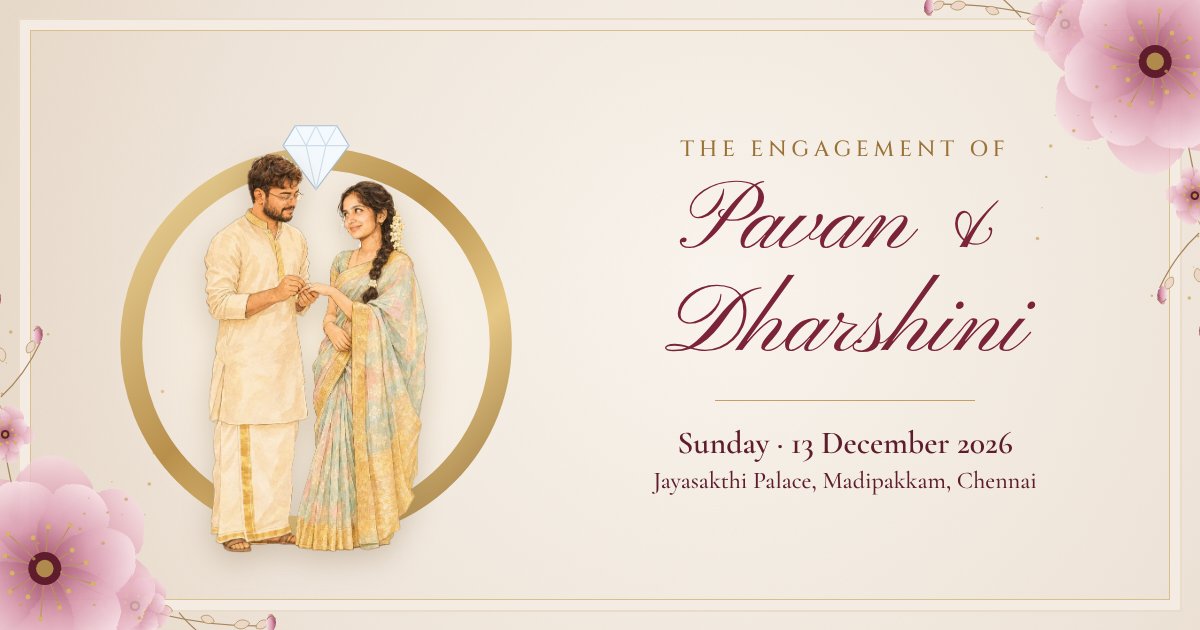 THE ENGAGEMENT OF
Pavan &
Dharshini
Sunday · 13 December 2026
Jayasakthi Palace, Madipakkam, Chennai